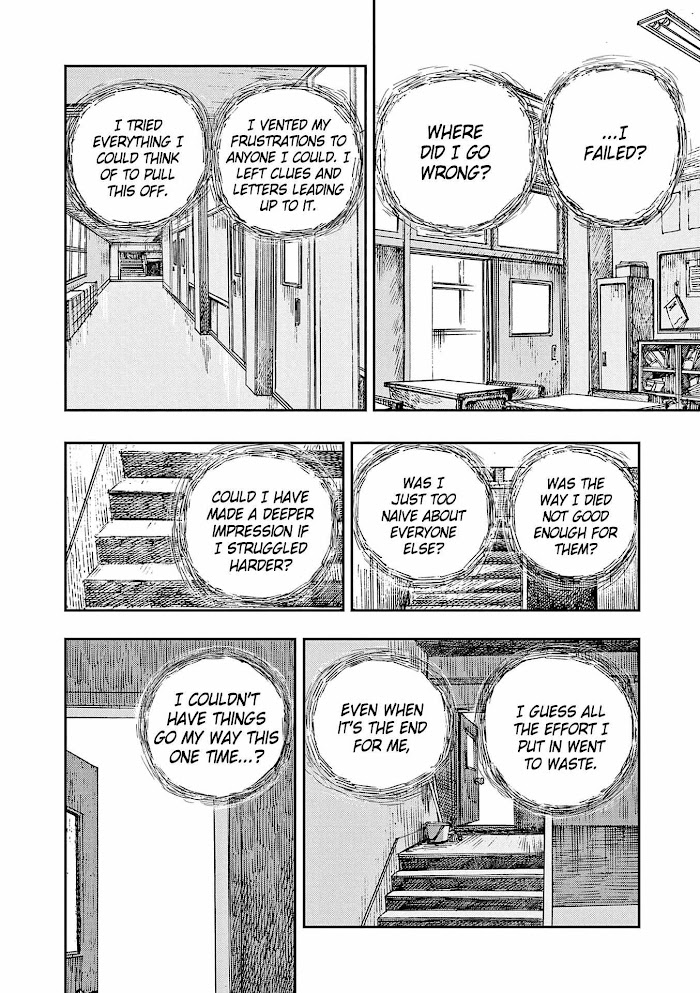 ...I
FAILED?
WHERE
DID I GO
WRONG?
I VENTED MY
FRUSTRATIONS TO
ANYONE I COULD. I
LEFT CLUES AND
LETTERS LEADING
UP TO IT.
I TRIED
EVERYTHING I
COULD THINK
OF TO PULL
THIS OFF.
WAS THE
WAY I DIED
NOT GOOD
ENOUGH FOR
THEM?
WAS I
JUST TOO
NAIVE ABOUT
EVERYONE
ELSE?
COULD I HAVE
MADE A DEEPER
IMPRESSION IF
I STRUGGLED
HARDER?
I GUESS ALL
THE EFFORT I
PUT IN WENT
TO WASTE.
EVEN WHEN
IT'S THE END
FOR ME,
I COULDN'T
HAVE THINGS
GO MY WAY THIS
ONE TIME...?